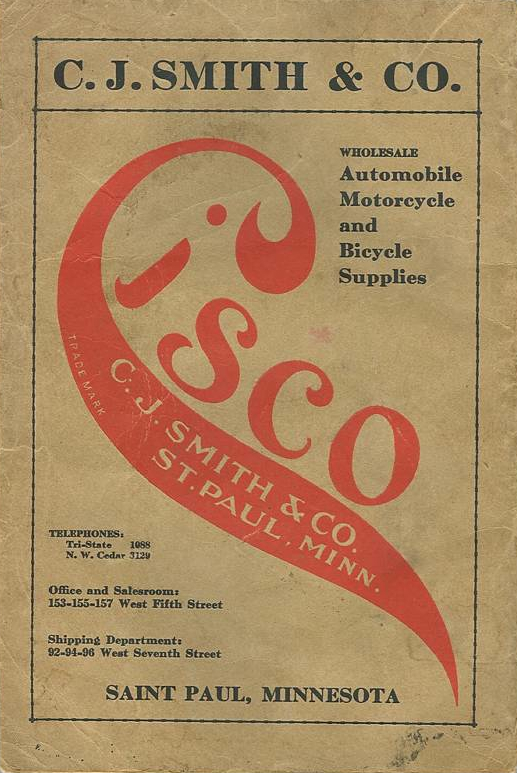 C. J. SMITH & CO.
WHOLESALE
Automobile
Motorcycle
and
Bicycle
Supplies
CiSCO
TRADE MARK
C. J. SMITH & CO.
ST. PAUL, MINN.
TELEPHONES:
Tri-State 1088
N. W. Cedar 3129
Office and Salesroom:
153-155-157 West Fifth Street
Shipping Department:
92-94-96 West Seventh Street
SAINT PAUL, MINNESOTA